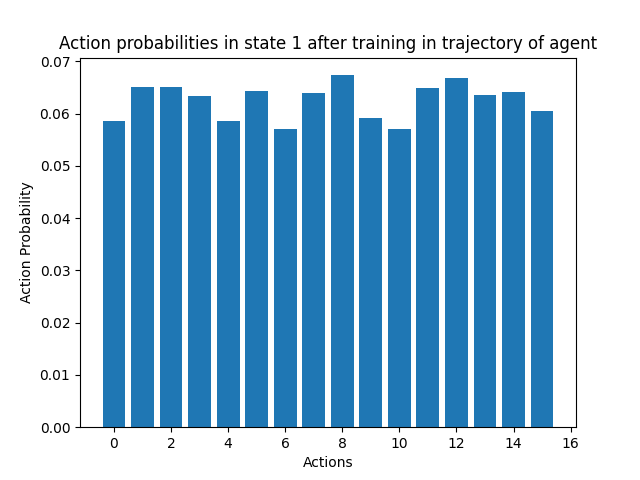 Action probabilities in state 1 after training in trajectory of agent
0.07
0.06
0.05
0.04
0.03
0.02
0.01
0.00
Action Probability
0 2 4 6 8 10 12 14 16
Actions